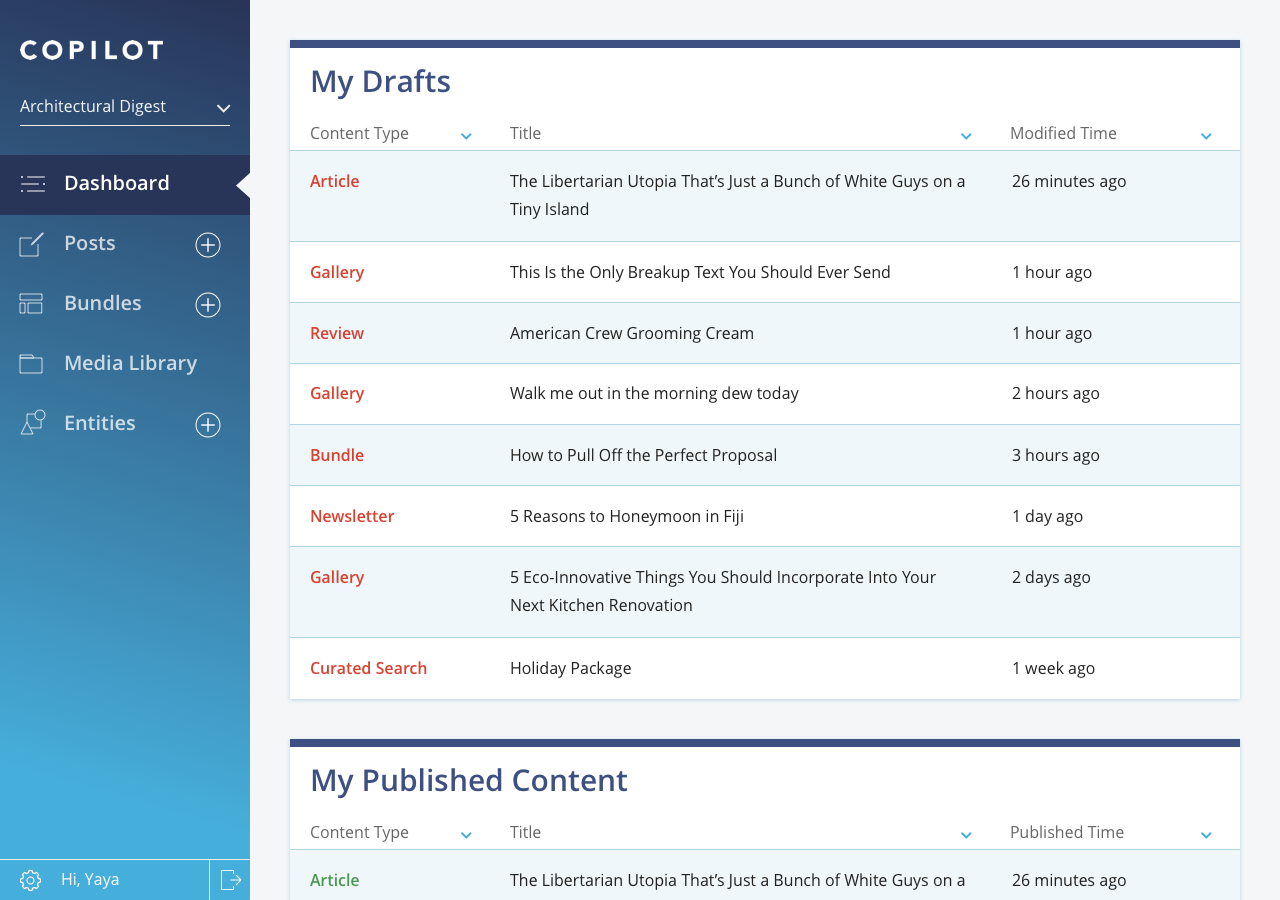 COPILOT
Architectural Digest
Dashboard
Posts
Bundles
Media Library
Entities
Hi, Yaya
My Drafts
Content Type Title Modified Time
Article The Libertarian Utopia That’s Just a Bunch of White Guys on a 26 minutes ago
Tiny Island
Gallery This Is the Only Breakup Text You Should Ever Send 1 hour ago
Review American Crew Grooming Cream 1 hour ago
Gallery Walk me out in the morning dew today 2 hours ago
Bundle How to Pull Off the Perfect Proposal 3 hours ago
Newsletter 5 Reasons to Honeymoon in Fiji 1 day ago
Gallery 5 Eco-Innovative Things You Should Incorporate Into Your 2 days ago
Next Kitchen Renovation
Curated Search Holiday Package 1 week ago
My Published Content
Content Type Title Published Time
Article The Libertarian Utopia That’s Just a Bunch of White Guys on a 26 minutes ago